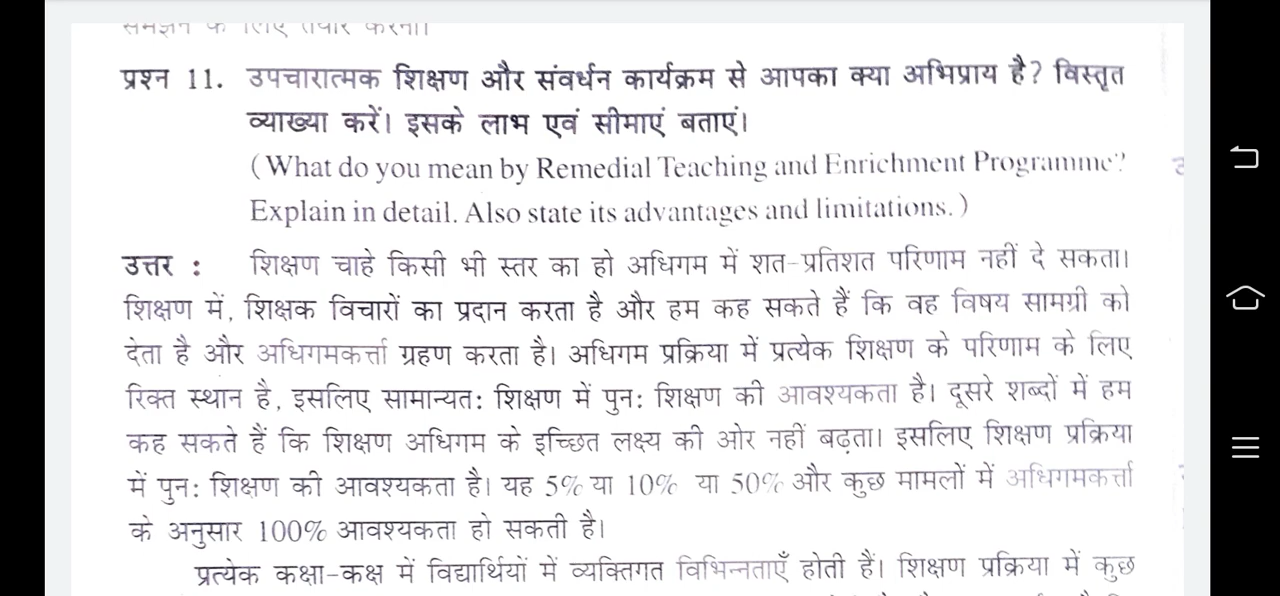 समझने के लिए तैयार करना।
प्रश्न 11. उपचारात्मक शिक्षण और संवर्धन कार्यक्रम से आपका क्या अभिप्राय है? विस्तृत
व्याख्या करें। इसके लाभ एवं सीमाएं बताएं।
(What do you mean by Remedial Teaching and Enrichment Programme?
Explain in detail. Also state its advantages and limitations.)
उत्तर : शिक्षण चाहे किसी भी स्तर का हो अधिगम में शत-प्रतिशत परिणाम नहीं दे सकता।
शिक्षण में, शिक्षक विचारों का प्रदान करता है और हम कह सकते हैं कि वह विषय सामग्री को
देता है और अधिगमकर्त्ता ग्रहण करता है। अधिगम प्रक्रिया में प्रत्येक शिक्षण के परिणाम के लिए
रिक्त स्थान है, इसलिए सामान्यत: शिक्षण में पुन: शिक्षण की आवश्यकता है। दूसरे शब्दों में हम
कह सकते हैं कि शिक्षण अधिगम के इच्छित लक्ष्य की ओर नहीं बढ़ता। इसलिए शिक्षण प्रक्रिया
में पुन: शिक्षण की आवश्यकता है। यह 5% या 10% या 50% और कुछ मामलों में अधिगमकर्त्ता
के अनुसार 100% आवश्यकता हो सकती है।
प्रत्येक कक्षा-कक्ष में विद्यार्थियों में व्यक्तिगत विभिन्नताएँ होती हैं। शिक्षण प्रक्रिया में कुछ